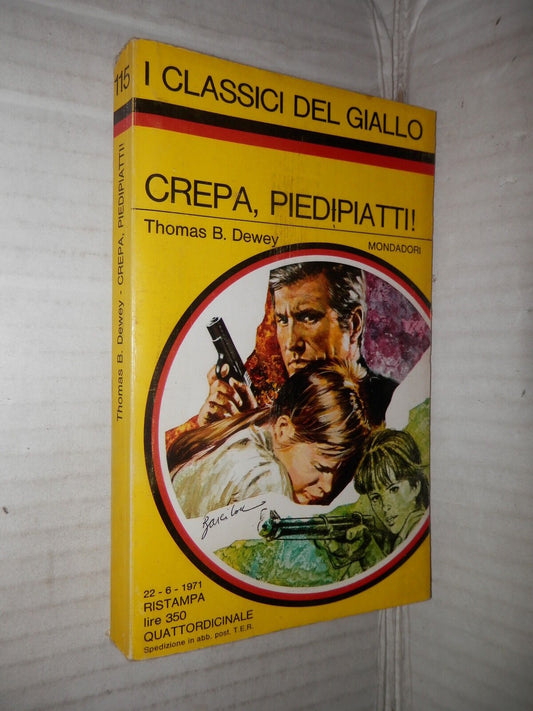 115
Thomas B. Dewey - CREPA, PIEDIPIATTI!
I CLASSICI DEL GIALLO
CREPA, PIEDIPIATTI!
Thomas B. Dewey
MONDADORI
22 - 6 - 1971
RISTAMPA
lire 350
QUATTORDICINALE
Spedizione in abb. post. T.E.R.